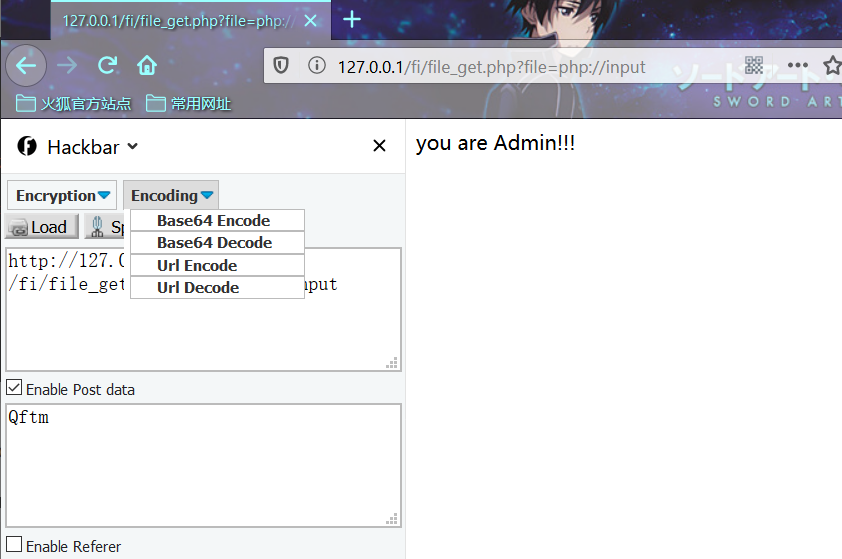 127.0.0.1/fi/file_get.php?file=php://
127.0.0.1/fi/file_get.php?file=php://input
ソードアート
SWORD ART
火狐官方站点 常用网址
Hackbar
you are Admin!!!
Encryption Encoding
Load Sp
Base64 Encode
Base64 Decode
Url Encode
Url Decode
http://127.0
/fi/file_get nput
Enable Post data
Qftm
Enable Referer